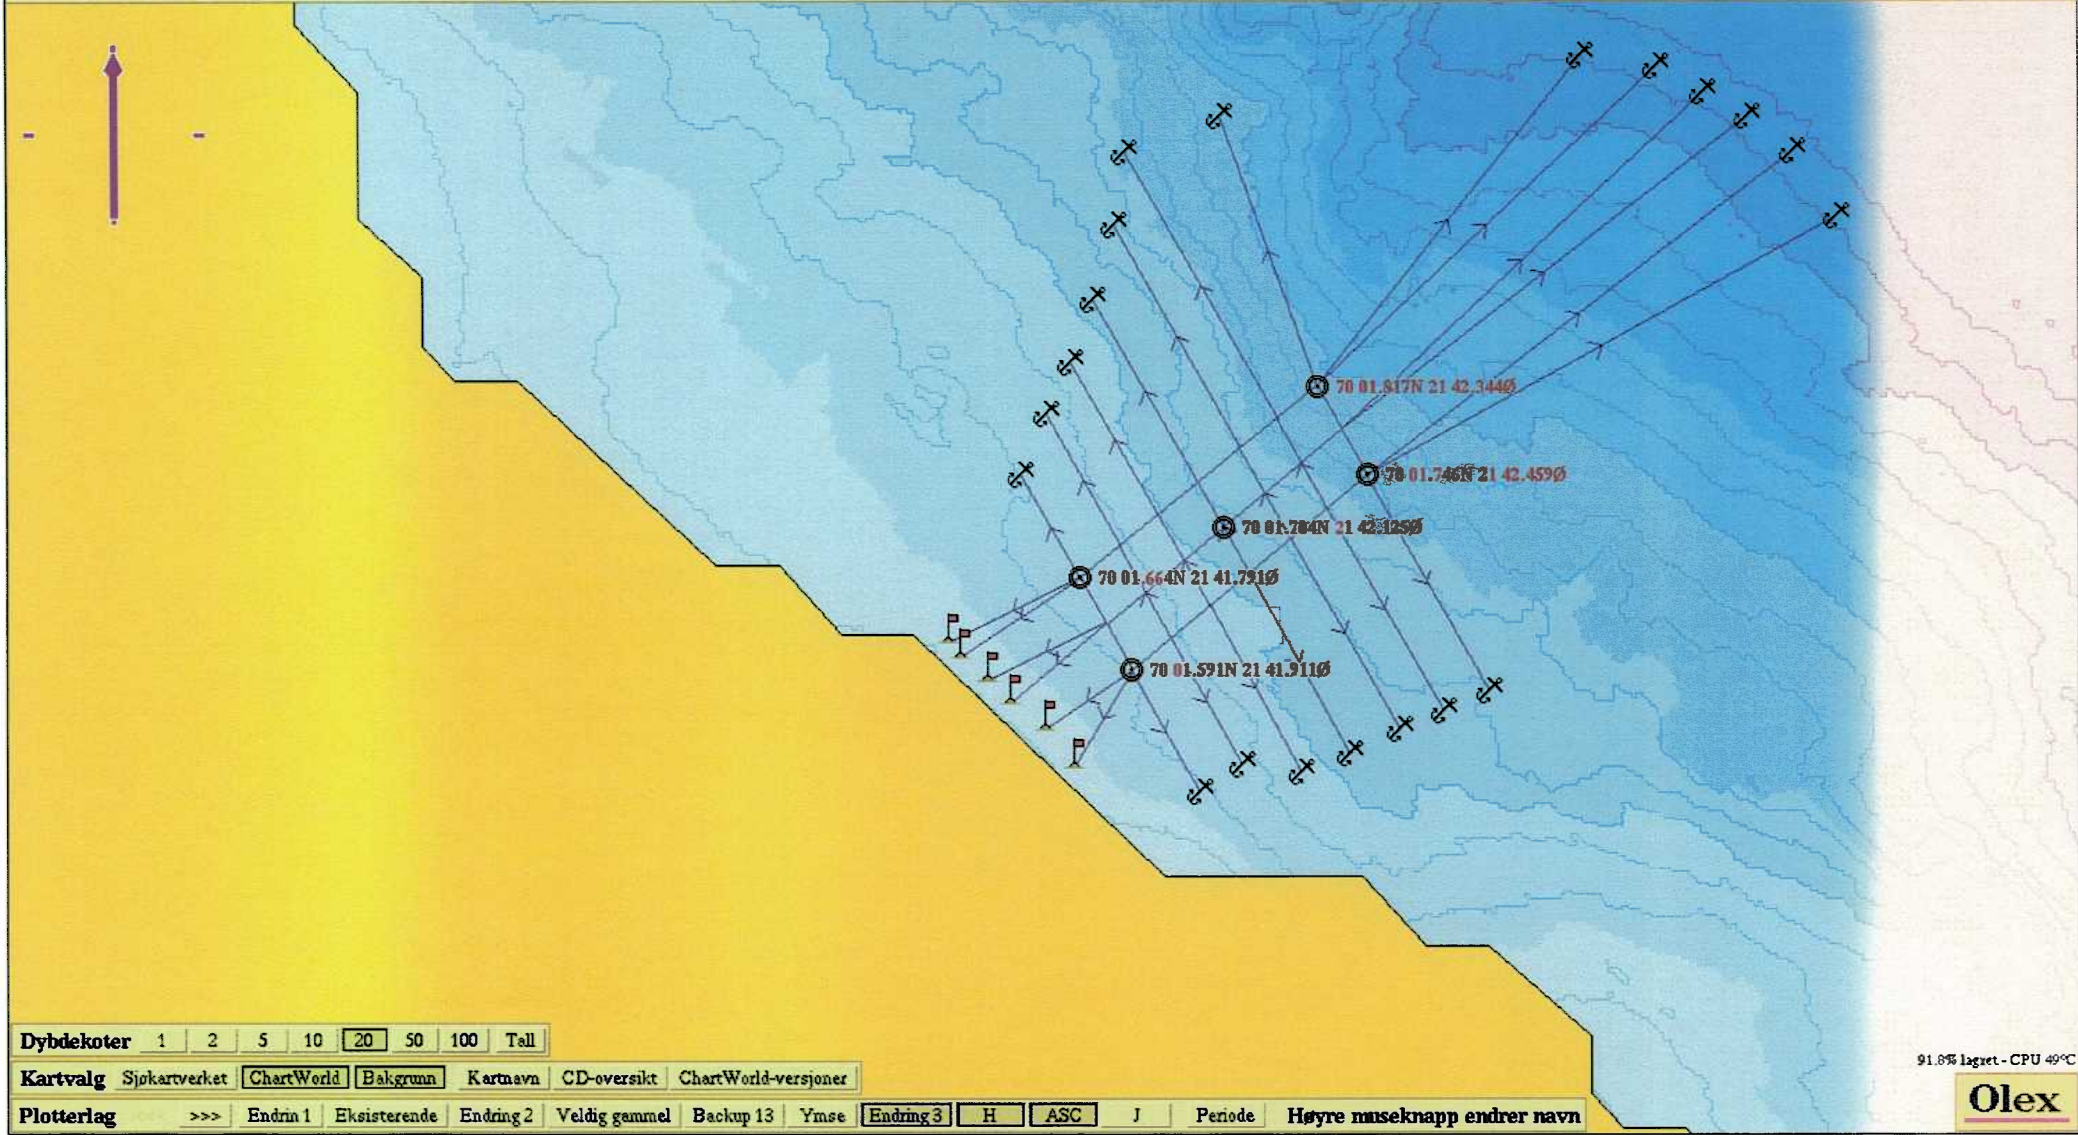 70 01.817N 21 42.344Ø
70 01.746N 21 42.459Ø
70 01.704N 21 42.125Ø
70 01.664N 21 41.791Ø
70 01.591N 21 41.911Ø
Dybdekoter 1 2 5 10 20 50 100 Tall
91.8% lagret - CPU 49°C
Kartvalg Sjøkartverket ChartWorld Bakgrunn Kartnavn CD-oversikt ChartWorld-versjoner
Plotterlag >>> Endrin 1 Eksisterende Endring 2 Veldig gammel Backup 13 Ymse Endring 3 H ASC J Periode Høyre museknapp endrer navn
Olex